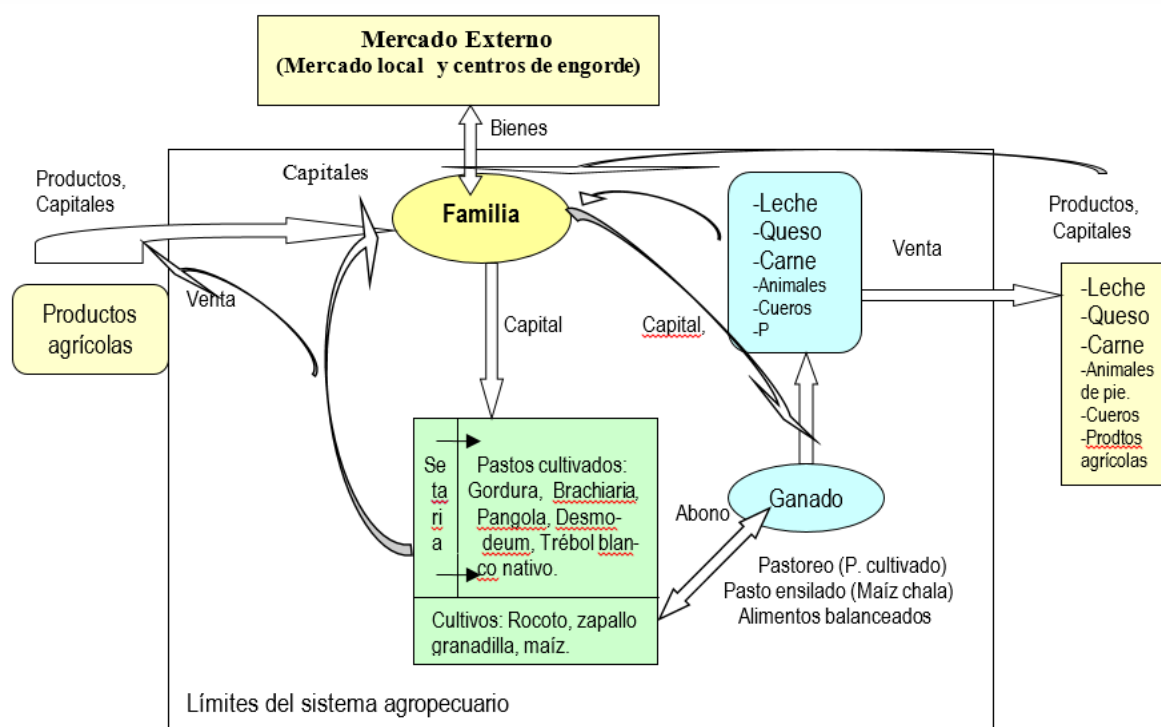 Mercado Externo
(Mercado local y centros de engorde)
Bienes
Productos,
Capitales
Capitales
Familia
-Leche
-Queso
-Carne
-Animales
-Cueros
-P
Venta
Productos,
Capitales
Productos
agrícolas
Venta
Capital
Capital,
-Leche
-Queso
-Carne
-Animales
de pie.
-Cueros
-Prodtos
agrícolas
Se
ta
ri
a
Pastos cultivados:
Gordura, Brachiaria,
Pangola, Desmo-
deum, Trébol blan-
co nativo.
Cultivos: Rocoto, zapallo
granadilla, maíz.
Ganado
Abono
Pastoreo (P. cultivado)
Pasto ensilado (Maíz chala)
Alimentos balanceados
Límites del sistema agropecuario